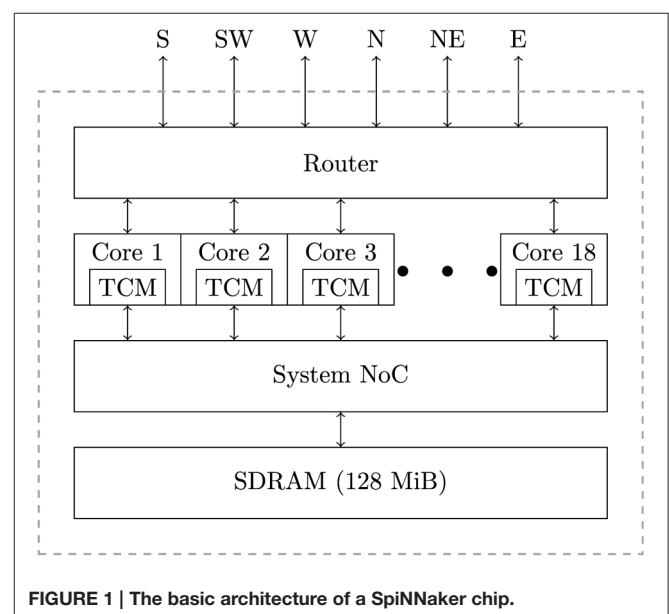 S SW W N NE E
Router
Core 1 Core 2 Core 3 Core 18
TCM TCM TCM TCM
System NoC
SDRAM (128 MiB)
FIGURE 1 | The basic architecture of a SpiNNaker chip.